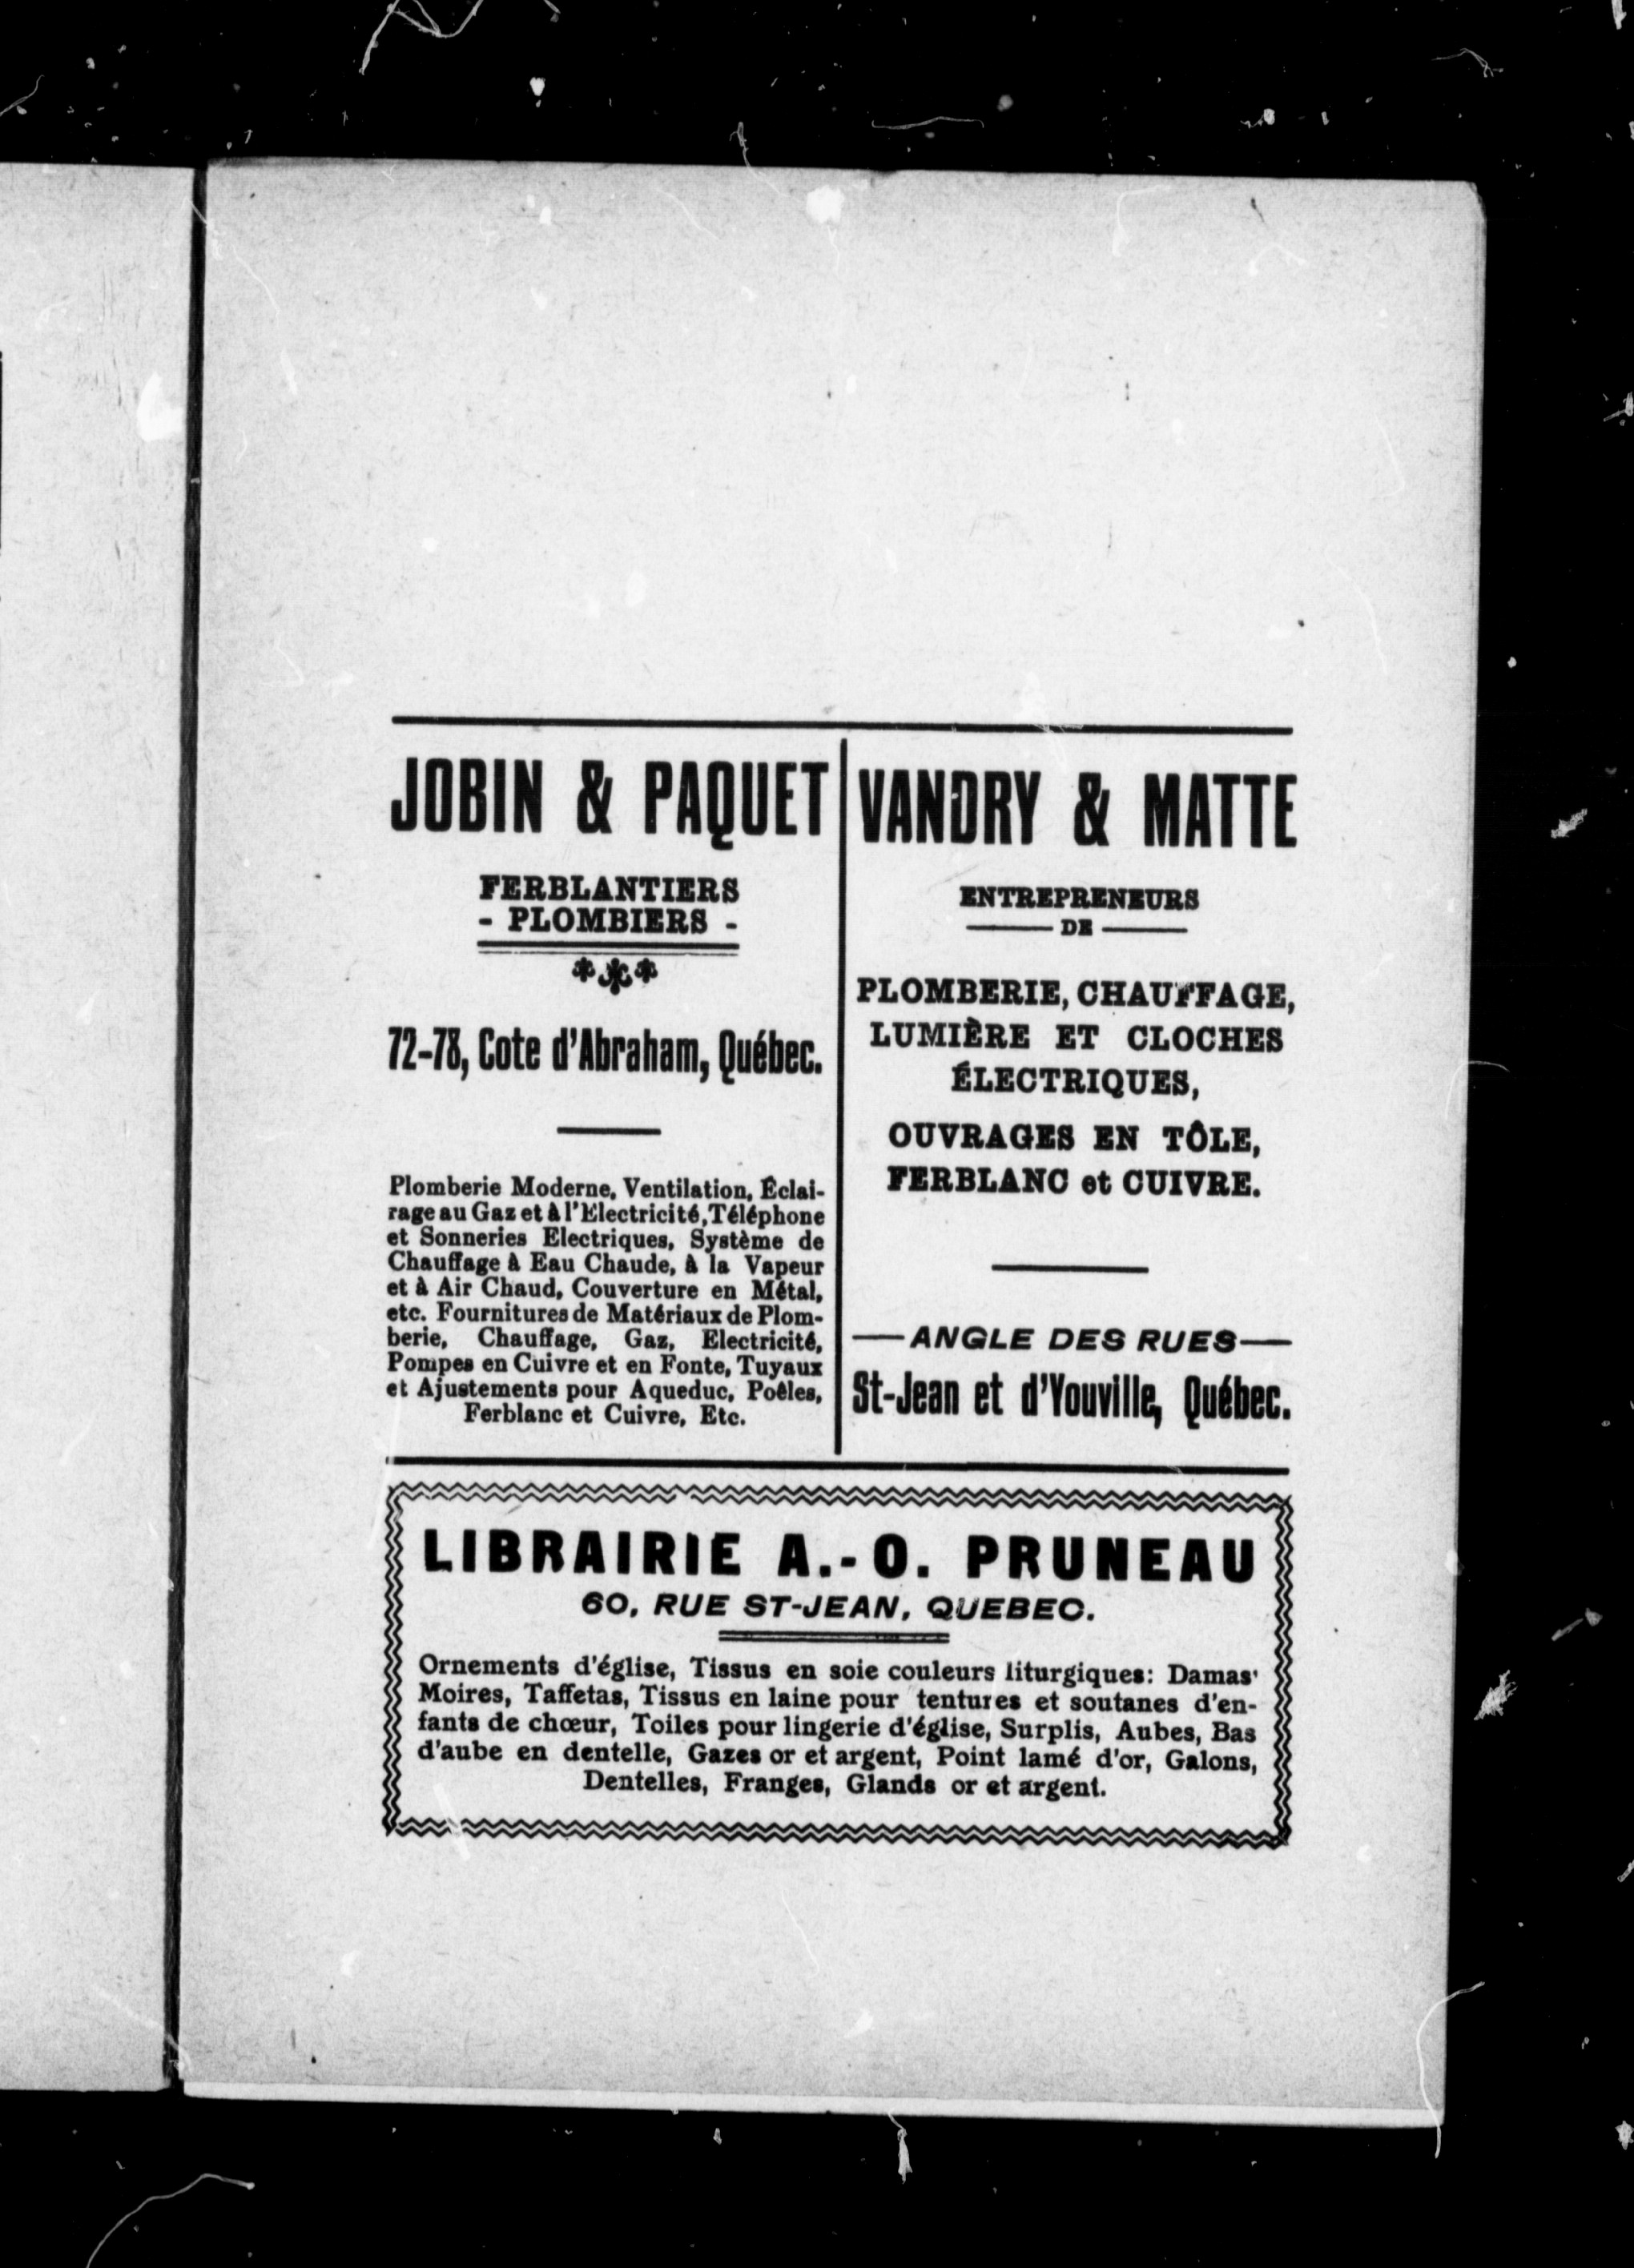 JOBIN & PAQUET
FERBLANTIERS
- PLOMBIERS -
72-78, Cote d'Abraham, Québec.
Plomberie Moderne, Ventilation, Éclai-
rage au Gaz et à l'Electricité, Téléphone
et Sonneries Electriques, Système de
Chauffage à Eau Chaude, à la Vapeur
et à Air Chaud, Couverture en Métal,
etc. Fournitures de Matériaux de Plom-
berie, Chauffage, Gaz, Electricité,
Pompes en Cuivre et en Fonte, Tuyaux
et Ajustements pour Aqueduc, Poêles,
Ferblanc et Cuivre, Etc.
VANDRY & MATTE
ENTREPRENEURS
— DE —
PLOMBERIE, CHAUFFAGE,
LUMIÈRE ET CLOCHES
ÉLECTRIQUES,
OUVRAGES EN TÔLE,
FERBLANC et CUIVRE.
— ANGLE DES RUES —
St-Jean et d'Youville, Québec.
LIBRAIRIE A.-O. PRUNEAU
60, RUE ST-JEAN, QUEBEC.
Ornements d'église, Tissus en soie couleurs liturgiques: Damas'
Moires, Taffetas, Tissus en laine pour tentures et soutanes d'en-
fants de chœur, Toiles pour lingerie d'église, Surplis, Aubes, Bas
d'aube en dentelle, Gazes or et argent, Point lamé d'or, Galons,
Dentelles, Franges, Glands or et argent.